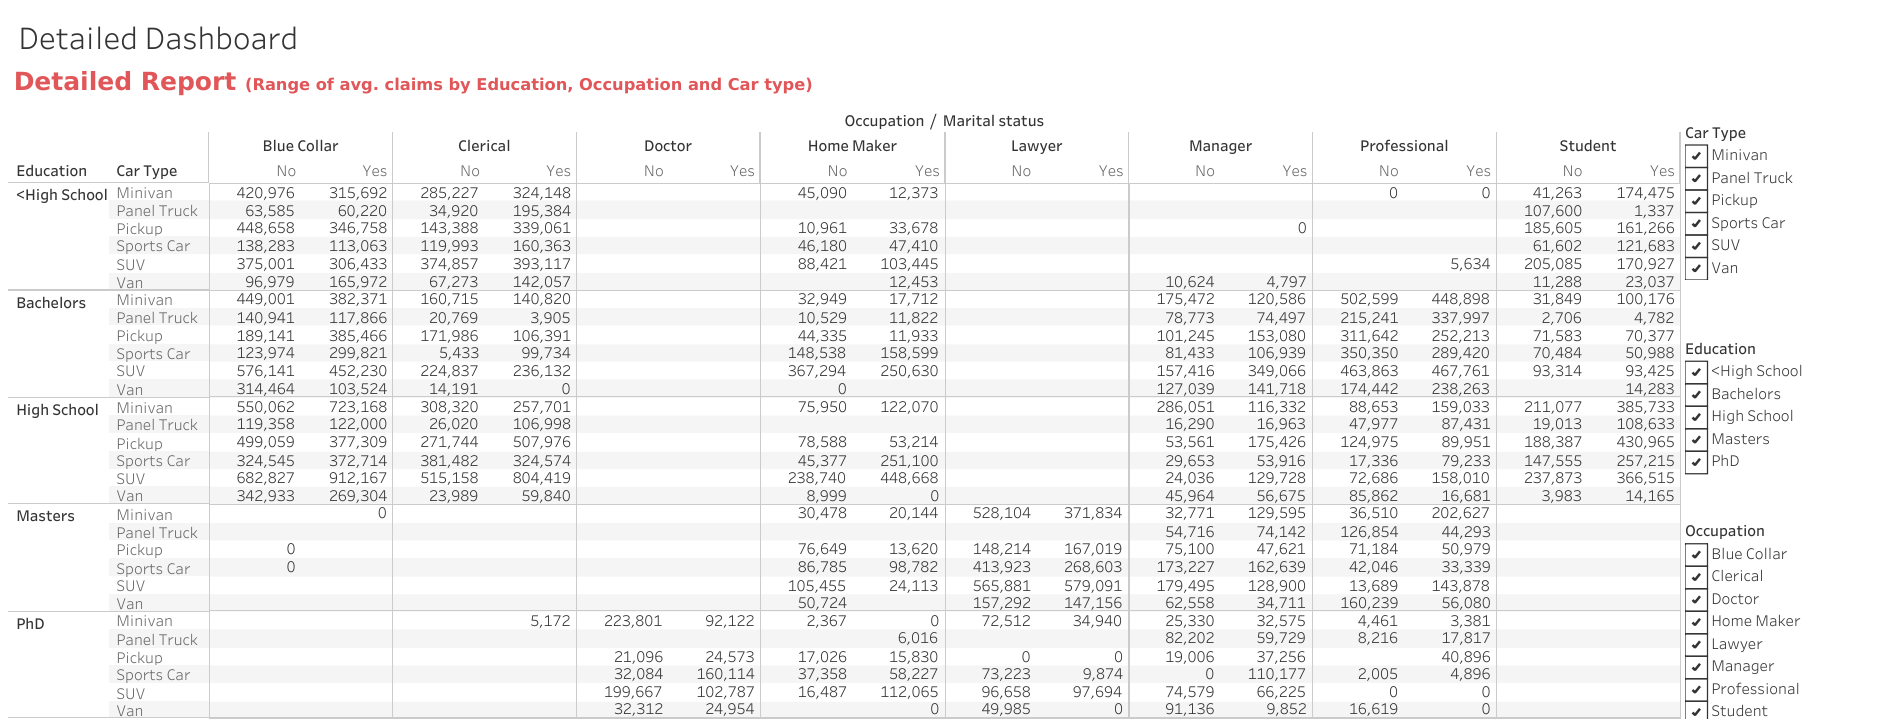 Detailed Dashboard
Detailed Report (Range of avg. claims by Education, Occupation and Car type)
Occupation / Marital status
Blue Collar Clerical Doctor Home Maker Lawyer Manager Professional Student
Education Car Type No Yes No Yes No Yes No Yes No Yes No Yes No Yes No Yes
<High School Minivan 420,976 315,692 285,227 324,148 45,090 12,373 0 0 41,263 174,475
Panel Truck 63,585 60,220 34,920 195,384 107,600 1,337
Pickup 448,658 346,758 143,388 339,061 10,961 33,678 0 185,605 161,266
Sports Car 138,283 113,063 119,993 160,363 46,180 47,410 61,602 121,683
SUV 375,001 306,433 374,857 393,117 88,421 103,445 5,634 205,085 170,927
Van 96,979 165,972 67,273 142,057 12,453 10,624 4,797 11,288 23,037
Bachelors Minivan 449,001 382,371 160,715 140,820 32,949 17,712 175,472 120,586 502,599 448,898 31,849 100,176
Panel Truck 140,941 117,866 20,769 3,905 10,529 11,822 78,773 74,497 215,241 337,997 2,706 4,782
Pickup 189,141 385,466 171,986 106,391 44,335 11,933 101,245 153,080 311,642 252,213 71,583 70,377
Sports Car 123,974 299,821 5,433 99,734 148,538 158,599 81,433 106,939 350,350 289,420 70,484 50,988
SUV 576,141 452,230 224,837 236,132 367,294 250,630 157,416 349,066 463,863 467,761 93,314 93,425
Van 314,464 103,524 14,191 0 0 127,039 141,718 174,442 238,263 14,283
High School Minivan 550,062 723,168 308,320 257,701 75,950 122,070 286,051 116,332 88,653 159,033 211,077 385,733
Panel Truck 119,358 122,000 26,020 106,998 16,290 16,963 47,977 87,431 19,013 108,633
Pickup 499,059 377,309 271,744 507,976 78,588 53,214 53,561 175,426 124,975 89,951 188,387 430,965
Sports Car 324,545 372,714 381,482 324,574 45,377 251,100 29,653 53,916 17,336 79,233 147,555 257,215
SUV 682,827 912,167 515,158 804,419 238,740 448,668 24,036 129,728 72,686 158,010 237,873 366,515
Van 342,933 269,304 23,989 59,840 8,999 0 45,964 56,675 85,862 16,681 3,983 14,165
Masters Minivan 0 30,478 20,144 528,104 371,834 32,771 129,595 36,510 202,627
Panel Truck 54,716 74,142 126,854 44,293
Pickup 0 76,649 13,620 148,214 167,019 75,100 47,621 71,184 50,979
Sports Car 0 86,785 98,782 413,923 268,603 173,227 162,639 42,046 33,339
SUV 105,455 24,113 565,881 579,091 179,495 128,900 13,689 143,878
Van 50,724 157,292 147,156 62,558 34,711 160,239 56,080
PhD Minivan 5,172 223,801 92,122 2,367 0 72,512 34,940 25,330 32,575 4,461 3,381
Panel Truck 6,016 82,202 59,729 8,216 17,817
Pickup 21,096 24,573 17,026 15,830 0 0 19,006 37,256 40,896
Sports Car 32,084 160,114 37,358 58,227 73,223 9,874 0 110,177 2,005 4,896
SUV 199,667 102,787 16,487 112,065 96,658 97,694 74,579 66,225 0 0
Van 32,312 24,954 0 49,985 0 91,136 9,852 16,619 0
Car Type
Minivan
Panel Truck
Pickup
Sports Car
SUV
Van
Education
<High School
Bachelors
High School
Masters
PhD
Occupation
Blue Collar
Clerical
Doctor
Home Maker
Lawyer
Manager
Professional
Student